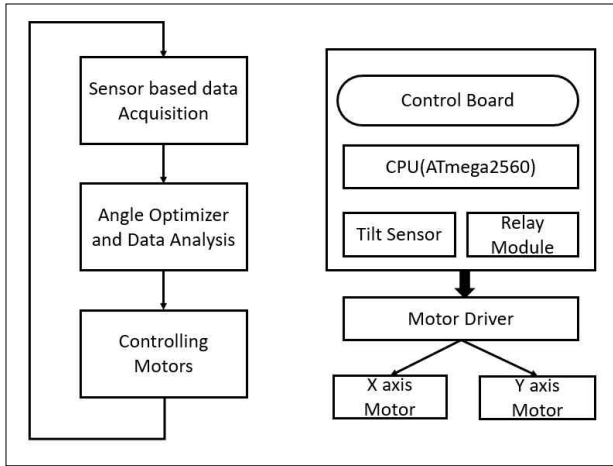 Sensor based data
Acquisition
Angle Optimizer
and Data Analysis
Controlling
Motors
Control Board
CPU(ATmega2560)
Tilt Sensor
Relay
Module
Motor Driver
X axis
Motor
Y axis
Motor